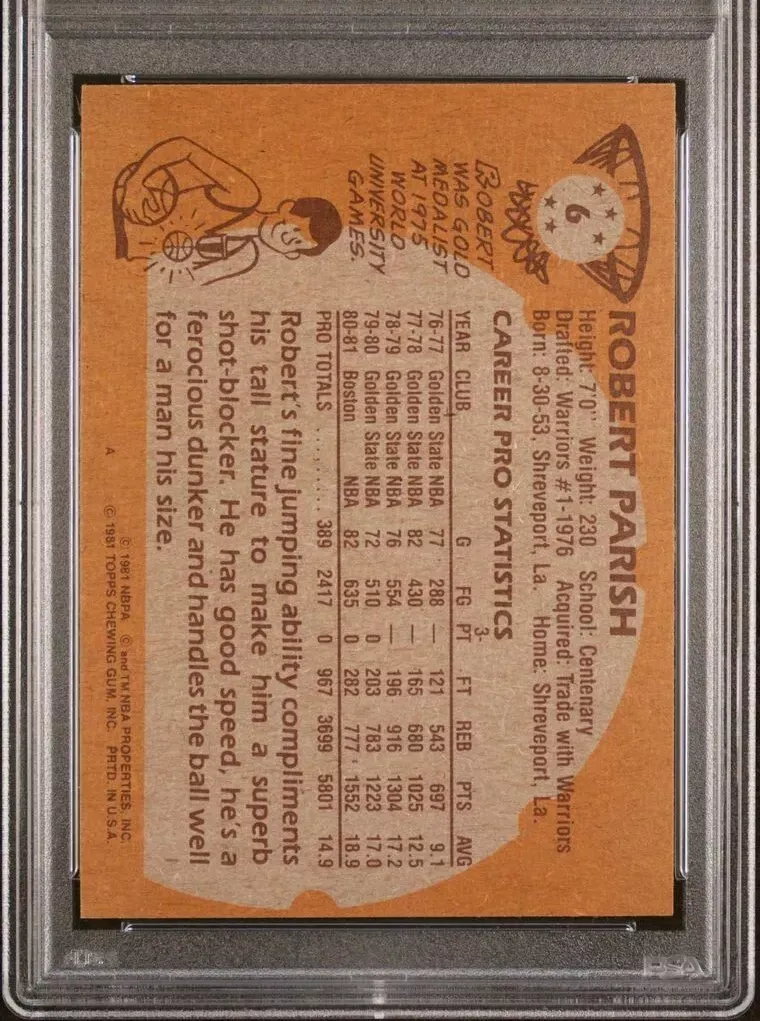 6
ROBERT PARISH
Height: 7'0" Weight: 230 School: Centenary
Drafted: Warriors #1-1976 Acquired: Trade with Warriors
Born: 8-30-53, Shreveport, La. Home: Shreveport, La.
CAREER PRO STATISTICS
YEAR CLUB G FG 3-PT FT REB PTS AVG
76-77 Golden State NBA 77 288 — 121 543 697 9.1
77-78 Golden State NBA 82 430 — 165 680 1025 12.5
78-79 Golden State NBA 76 554 — 196 916 1304 17.2
79-80 Golden State NBA 72 510 0 203 783 1223 17.0
80-81 Boston NBA 82 635 0 282 777 1552 18.9
PRO TOTALS ......... 389 2417 0 967 3699 5801 14.9
Robert's fine jumping ability compliments
his tall stature to make him a superb
shot-blocker. He has good speed, he's a
ferocious dunker and handles the ball well
for a man his size.
ROBERT
WAS GOLD
MEDALIST
AT 1975
WORLD
UNIVERSITY
GAMES.
© 1981 NBPA © and TM NBA PROPERTIES, INC.
A © 1981 TOPPS CHEWING GUM, INC. PRTD. IN U.S.A.
PSA